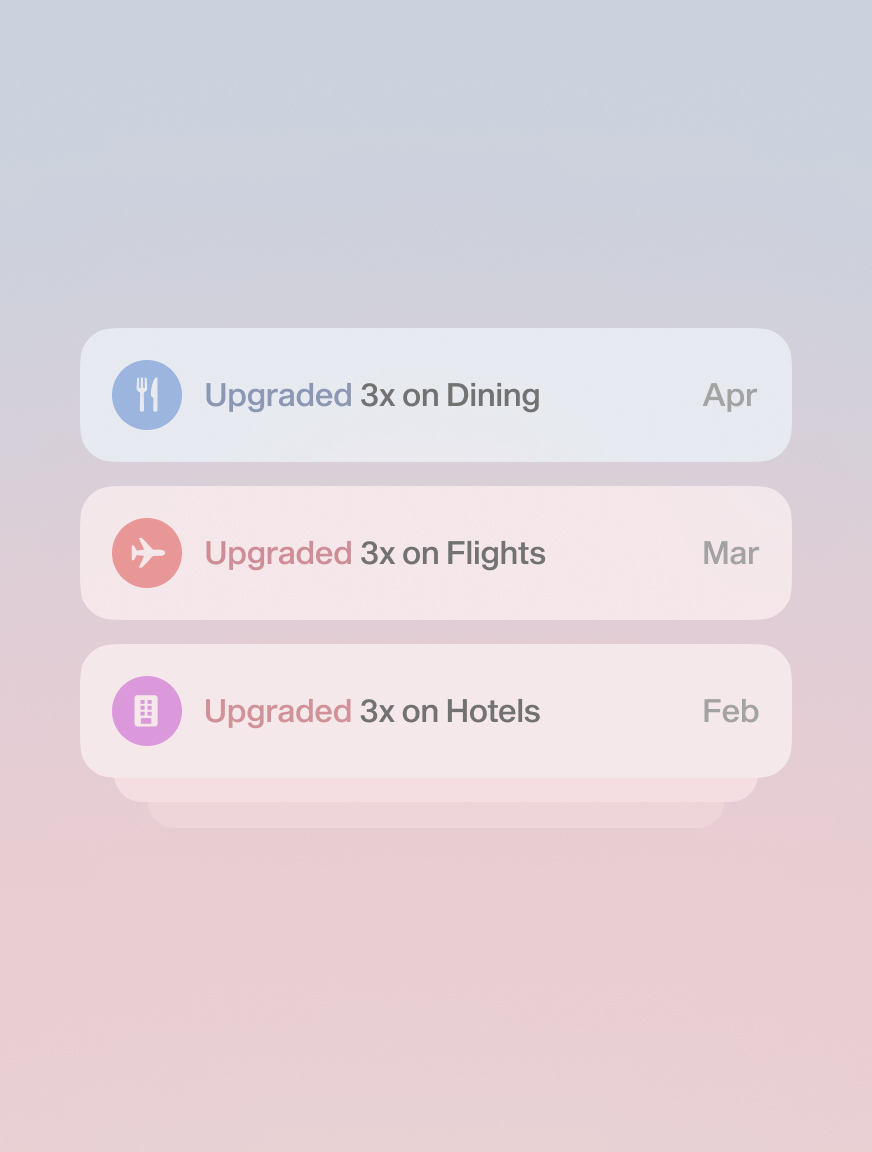 Upgraded 3x on Dining Apr
Upgraded 3x on Flights Mar
Upgraded 3x on Hotels Feb